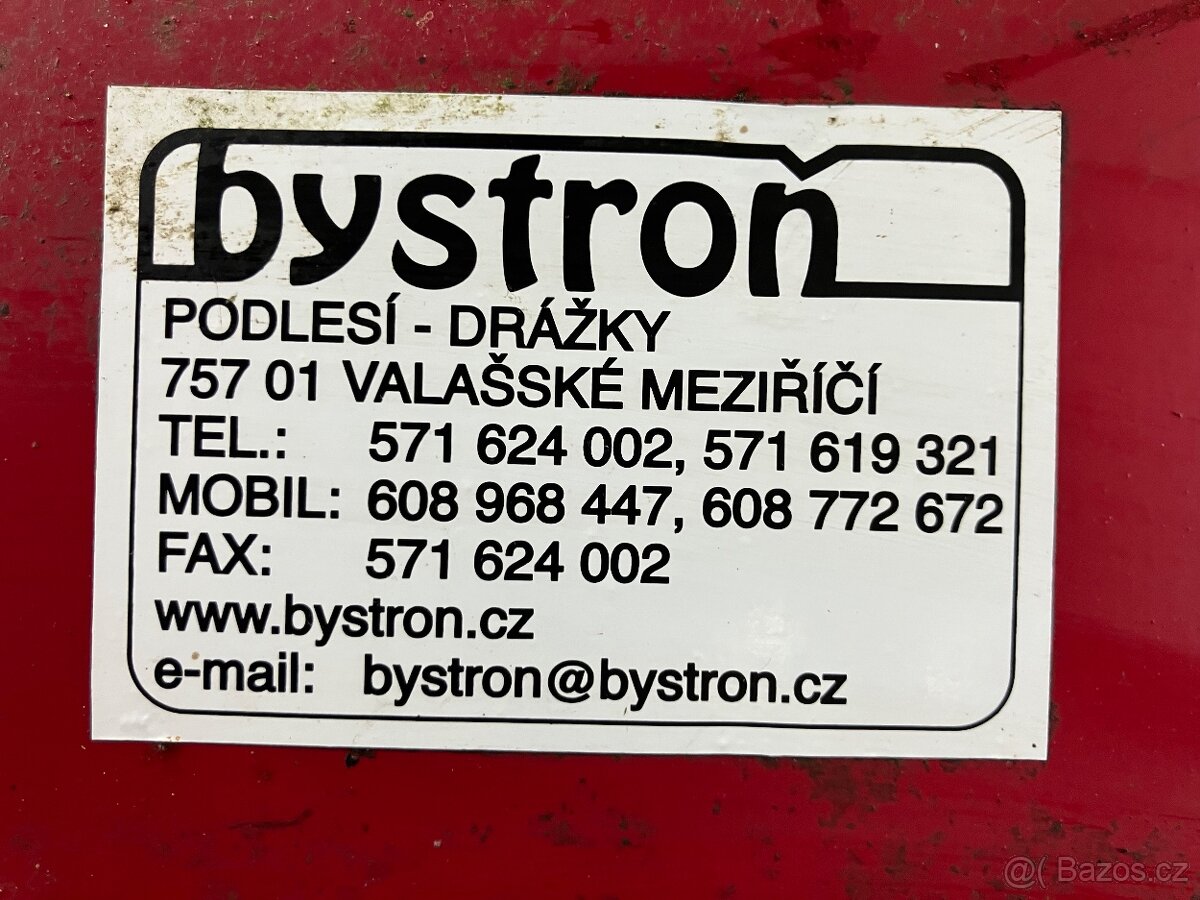 bystroň
PODLESÍ - DRÁŽKY
757 01 VALAŠSKÉ MEZIŘÍČÍ
TEL.: 571 624 002, 571 619 321
MOBIL: 608 968 447, 608 772 672
FAX: 571 624 002
www.bystron.cz
e-mail: bystron@bystron.cz
@( Bazos.cz